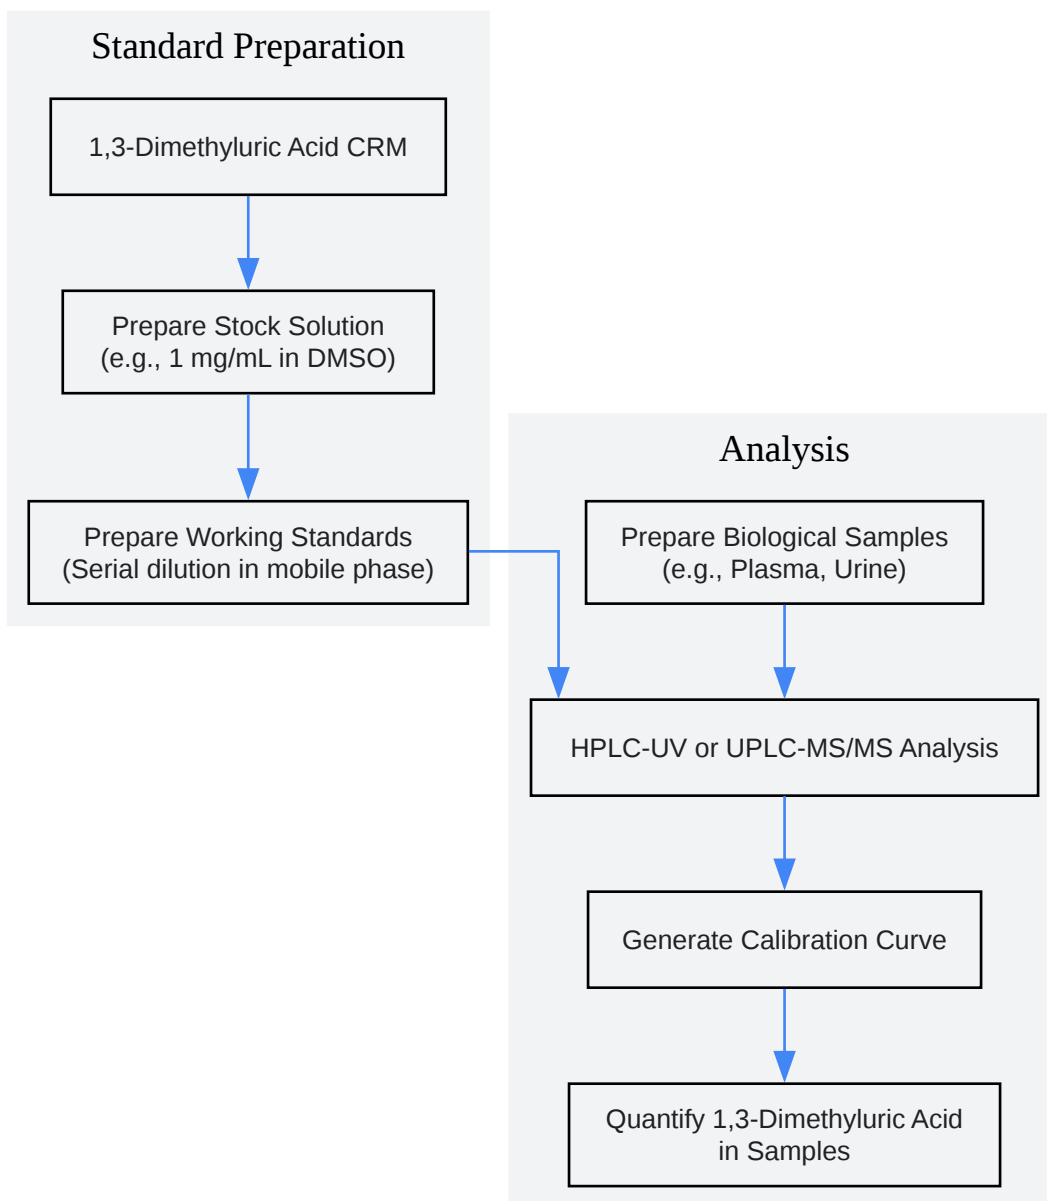 Standard Preparation
1,3-Dimethyluric Acid CRM
Prepare Stock Solution
(e.g., 1 mg/mL in DMSO)
Prepare Working Standards
(Serial dilution in mobile phase)
Analysis
Prepare Biological Samples
(e.g., Plasma, Urine)
HPLC-UV or UPLC-MS/MS Analysis
Generate Calibration Curve
Quantify 1,3-Dimethyluric Acid
in Samples